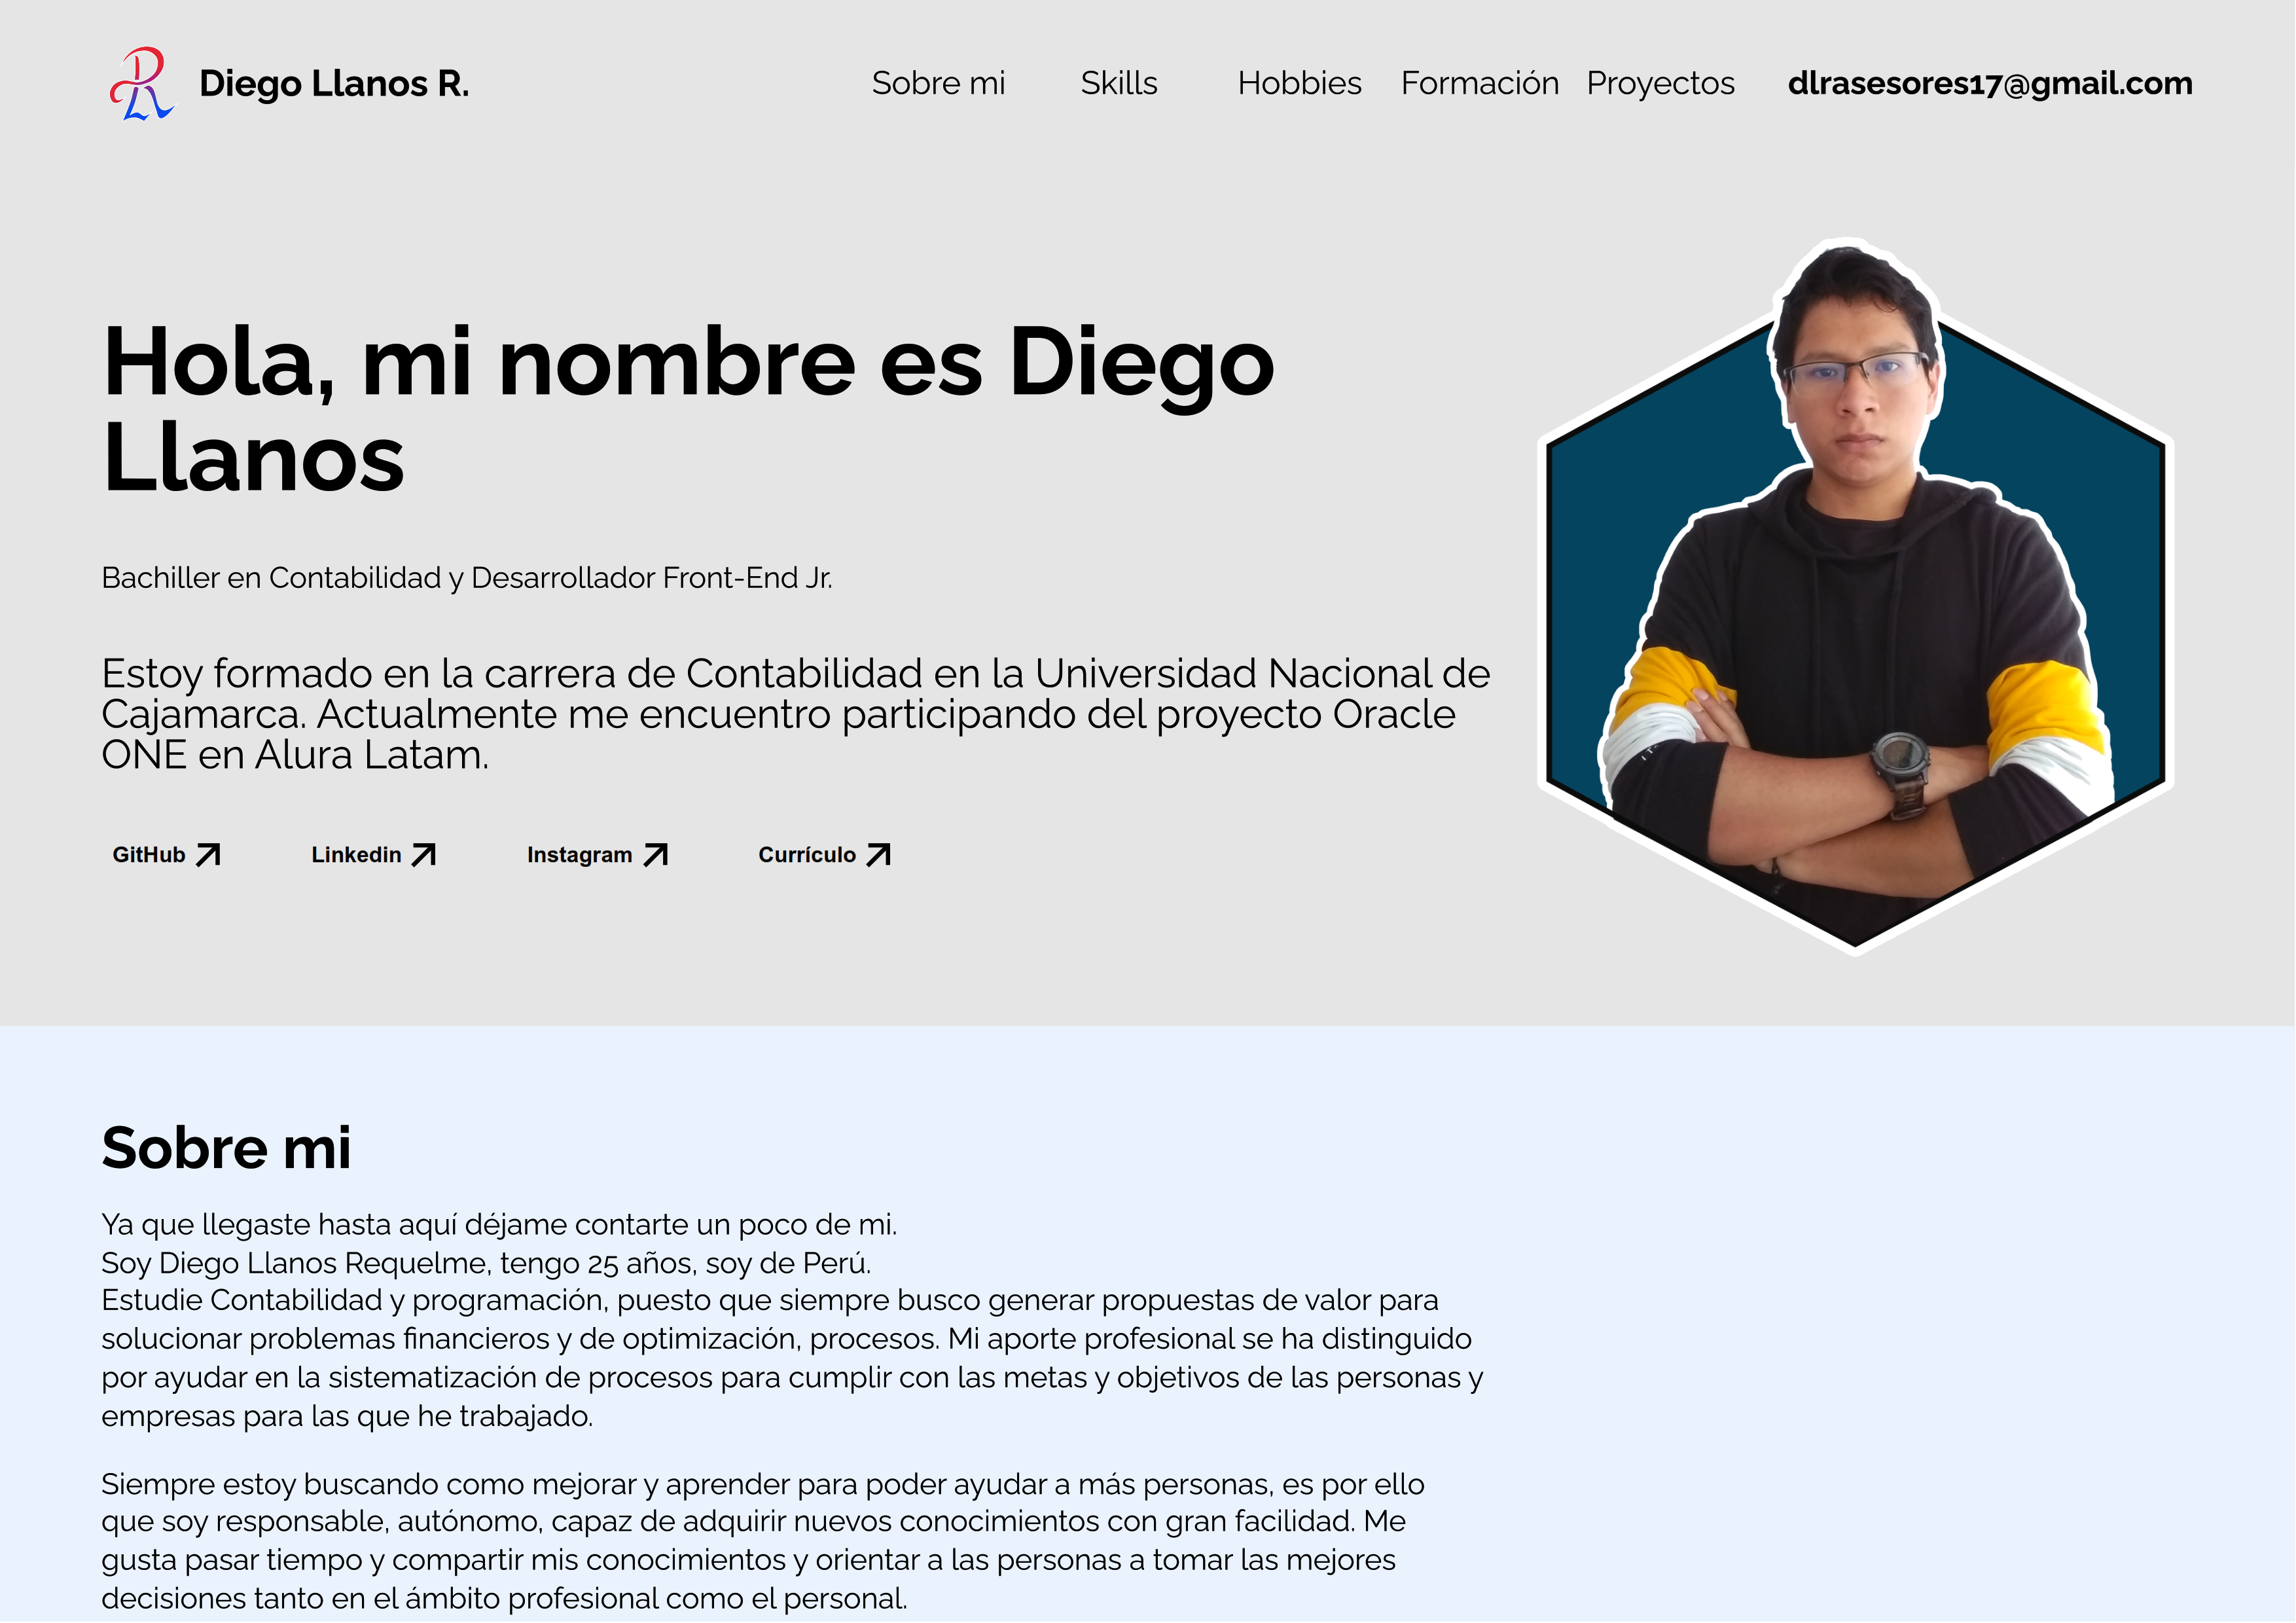 Diego Llanos R.
Sobre mi
Skills
Hobbies
Formación
Proyectos
dlrasesores17@gmail.com
Hola, mi nombre es Diego
Llanos
Bachiller en Contabilidad y Desarrollador Front-End Jr.
Estoy formado en la carrera de Contabilidad en la Universidad Nacional de
Cajamarca. Actualmente me encuentro participando del proyecto Oracle
ONE en Alura Latam.
GitHub
Linkedin
Instagram
Currículo
Sobre mi
Ya que llegaste hasta aquí déjame contarte un poco de mi.
Soy Diego Llanos Requelme, tengo 25 años, soy de Perú.
Estudie Contabilidad y programación, puesto que siempre busco generar propuestas de valor para
solucionar problemas financieros y de optimización, procesos. Mi aporte profesional se ha distinguido
por ayudar en la sistematización de procesos para cumplir con las metas y objetivos de las personas y
empresas para las que he trabajado.
Siempre estoy buscando como mejorar y aprender para poder ayudar a más personas, es por ello
que soy responsable, autónomo, capaz de adquirir nuevos conocimientos con gran facilidad. Me
gusta pasar tiempo y compartir mis conocimientos y orientar a las personas a tomar las mejores
decisiones tanto en el ámbito profesional como el personal.